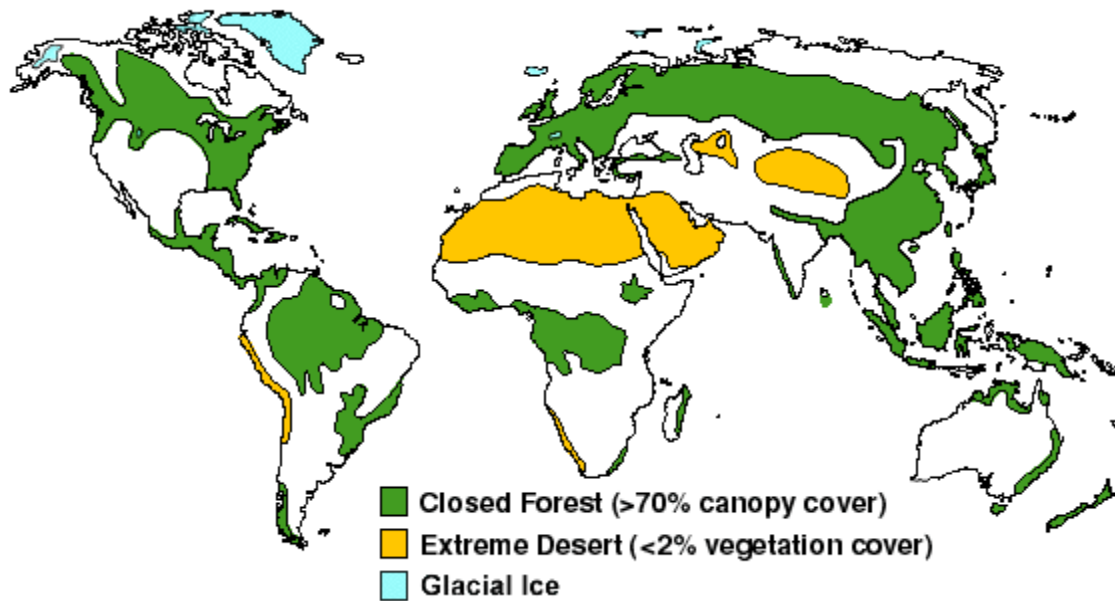 Closed Forest (>70% canopy cover)
Extreme Desert (<2% vegetation cover)
Glacial Ice